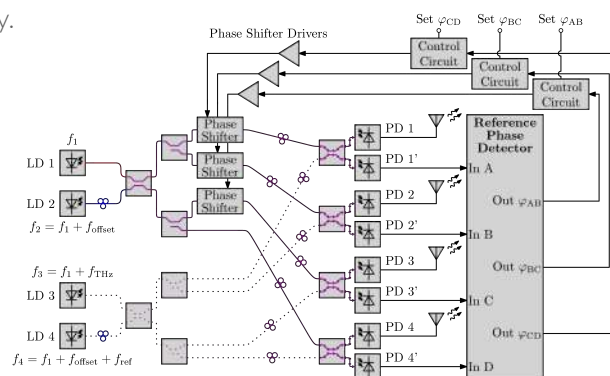 y.
Set φCD
Set φBC
Set φAB
Phase Shifter Drivers
Control
Circuit
Control
Circuit
Control
Circuit
Phase
Shifter
Phase
Shifter
Phase
Shifter
f1
LD 1
LD 2
f2 = f1 + foffset
f3 = f1 + fTHz
LD 3
LD 4
f4 = f1 + foffset + fref
PD 1
PD 1'
PD 2
PD 2'
PD 3
PD 3'
PD 4
PD 4'
Reference
Phase
Detector
In A
Out φAB
In B
Out φBC
In C
Out φCD
In D